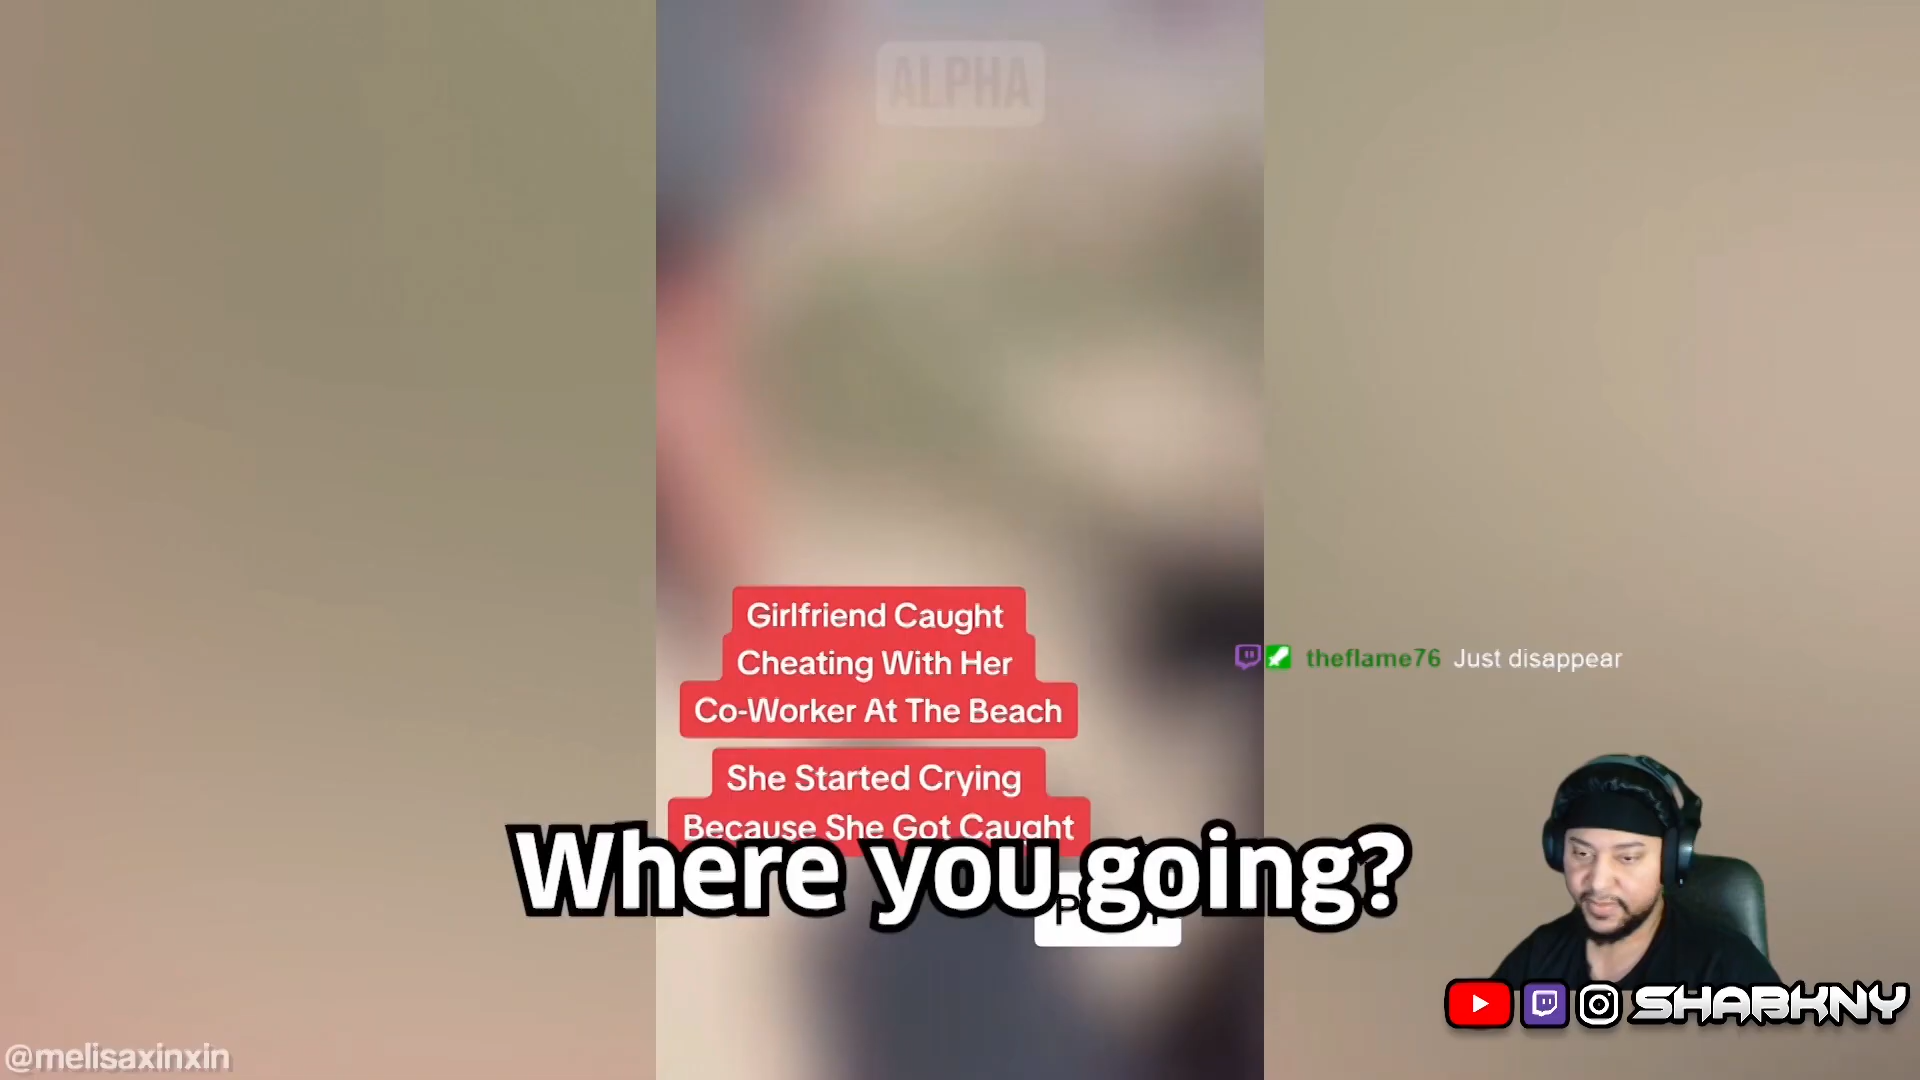 ALPHA
Girlfriend Caught
Cheating With Her
Co-Worker At The Beach
She Started Crying
Because She Got Caught
Where you going?
theflame76 Just disappear
SHABKNY
@melisaxinxin